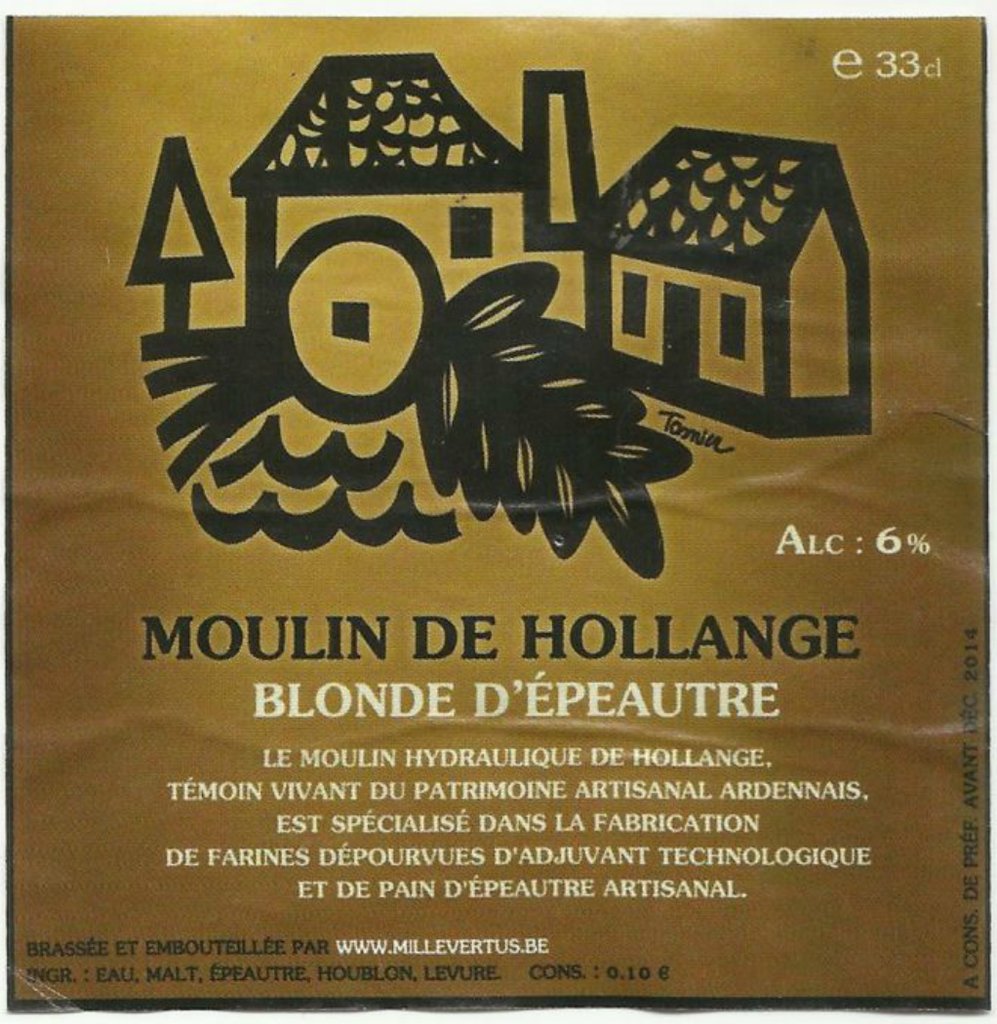 e 33cl
Tamier
ALC : 6%
MOULIN DE HOLLANGE
BLONDE D'ÉPEAUTRE
LE MOULIN HYDRAULIQUE DE HOLLANGE,
TÉMOIN VIVANT DU PATRIMOINE ARTISANAL ARDENNAIS,
EST SPÉCIALISÉ DANS LA FABRICATION
DE FARINES DÉPOURVUES D'ADJUVANT TECHNOLOGIQUE
ET DE PAIN D'ÉPEAUTRE ARTISANAL.
BRASSÉE ET EMBOUTEILLÉE PAR WWW.MILLEVERTUS.BE
INGR. : EAU, MALT, ÉPEAUTRE, HOUBLON, LEVURE. CONS. : 0.10 €
A CONS. DE PRÉF. AVANT DÉC. 2014